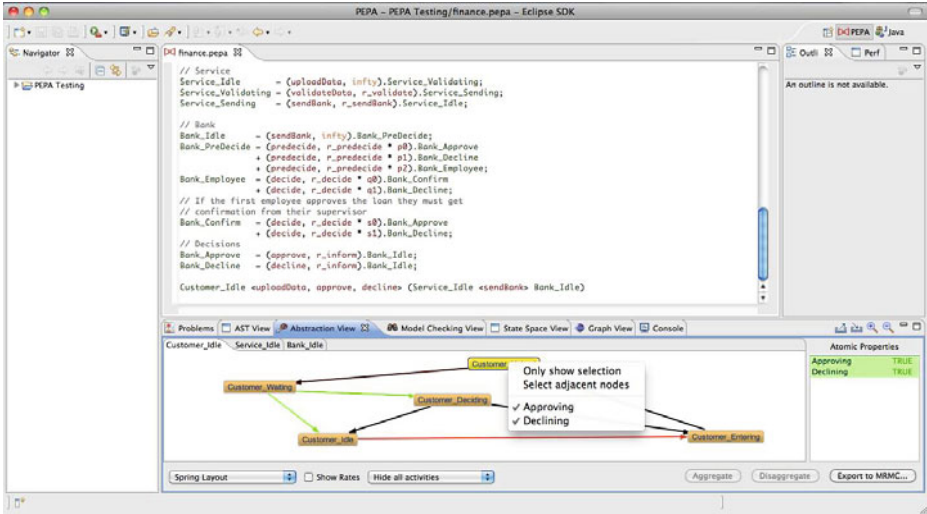 PEPA – PEPA Testing/finance.pepa – Eclipse SDK
PEPA Java
Navigator
PEPA Testing
finance.pepa
// Service
Service_Idle = (uploadData, infty).Service_Validating;
Service_Validating = (validateData, r_validate).Service_Sending;
Service_Sending = (sendBank, r_sendBank).Service_Idle;
// Bank
Bank_Idle = (sendBank, infty).Bank_PreDecide;
Bank_PreDecide = (predecide, r_predecide * p0).Bank_Approve
+ (predecide, r_predecide * p1).Bank_Decline
+ (predecide, r_predecide * p2).Bank_Employee;
Bank_Employee = (decide, r_decide * q0).Bank_Confirm
+ (decide, r_decide * q1).Bank_Decline;
// If the first employee approves the loan they must get
// confirmation from their supervisor
Bank_Confirm = (decide, r_decide * s0).Bank_Approve
+ (decide, r_decide * s1).Bank_Decline;
// Decisions
Bank_Approve = (approve, r_inform).Bank_Idle;
Bank_Decline = (decline, r_inform).Bank_Idle;
Customer_Idle <uploadData, approve, decline> (Service_Idle <sendBank> Bank_Idle)
Outli Perf
An outline is not available.
Problems AST View Abstraction View Model Checking View State Space View Graph View Console
Customer_Idle Service_Idle Bank_Idle
Customer_
Customer_Waiting
Customer_Deciding
Customer_Idle
Customer_Entering
Only show selection
Select adjacent nodes
✓ Approving
✓ Declining
Atomic Properties
Approving TRUE
Declining TRUE
Spring Layout Show Rates Hide all activities Aggregate Disaggregate Export to MRMC...